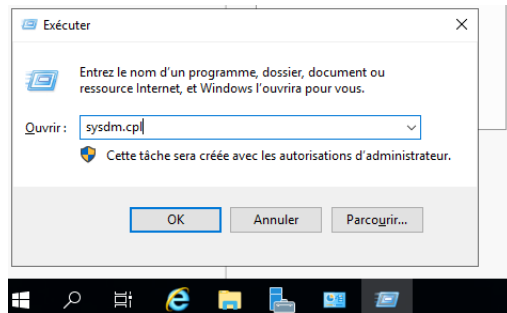 Exécuter
Entrez le nom d'un programme, dossier, document ou
ressource Internet, et Windows l'ouvrira pour vous.
Ouvrir : sysdm.cpl
Cette tâche sera créée avec les autorisations d'administrateur.
OK Annuler Parcourir...